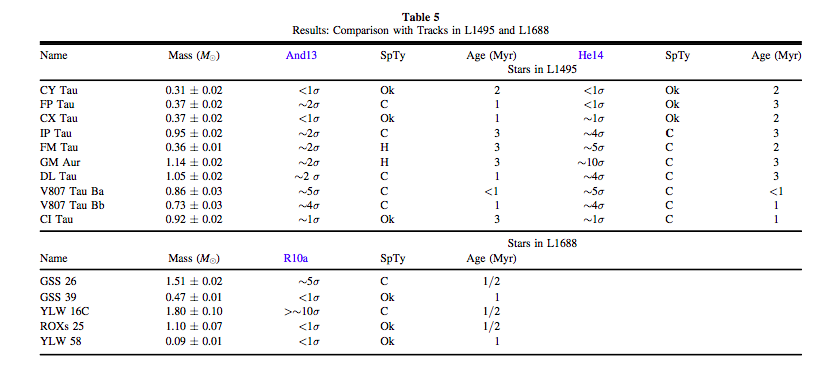 Table 5
Results: Comparison with Tracks in L1495 and L1688
Name Mass (M☉) And13 SpTy Age (Myr) He14 SpTy Age (Myr)
Stars in L1495
CY Tau 0.31 ± 0.02 <1σ Ok 2 <1σ Ok 2
FP Tau 0.37 ± 0.02 ~2σ C 1 <1σ Ok 3
CX Tau 0.37 ± 0.02 <1σ Ok 1 ~1σ Ok 3
IP Tau 0.95 ± 0.02 ~2σ C 3 ~4σ C 3
FM Tau 0.36 ± 0.01 ~2σ H 3 ~5σ C 2
GM Aur 1.14 ± 0.02 ~2σ H 3 ~10σ C 3
DL Tau 1.05 ± 0.02 ~2 σ C 1 ~4σ C 3
V807 Tau Ba 0.86 ± 0.03 ~5σ C <1 ~5σ C <1
V807 Tau Bb 0.73 ± 0.03 ~4σ C 1 ~4σ C 1
CI Tau 0.92 ± 0.02 ~1σ Ok 3 ~1σ C 1
Stars in L1688
Name Mass (M☉) R10a SpTy Age (Myr)
GSS 26 1.51 ± 0.02 ~5σ C 1/2
GSS 39 0.47 ± 0.01 <1σ Ok 1
YLW 16C 1.80 ± 0.10 >~10σ C 1/2
ROXs 25 1.10 ± 0.07 <1σ Ok 1/2
YLW 58 0.09 ± 0.01 <1σ Ok 1